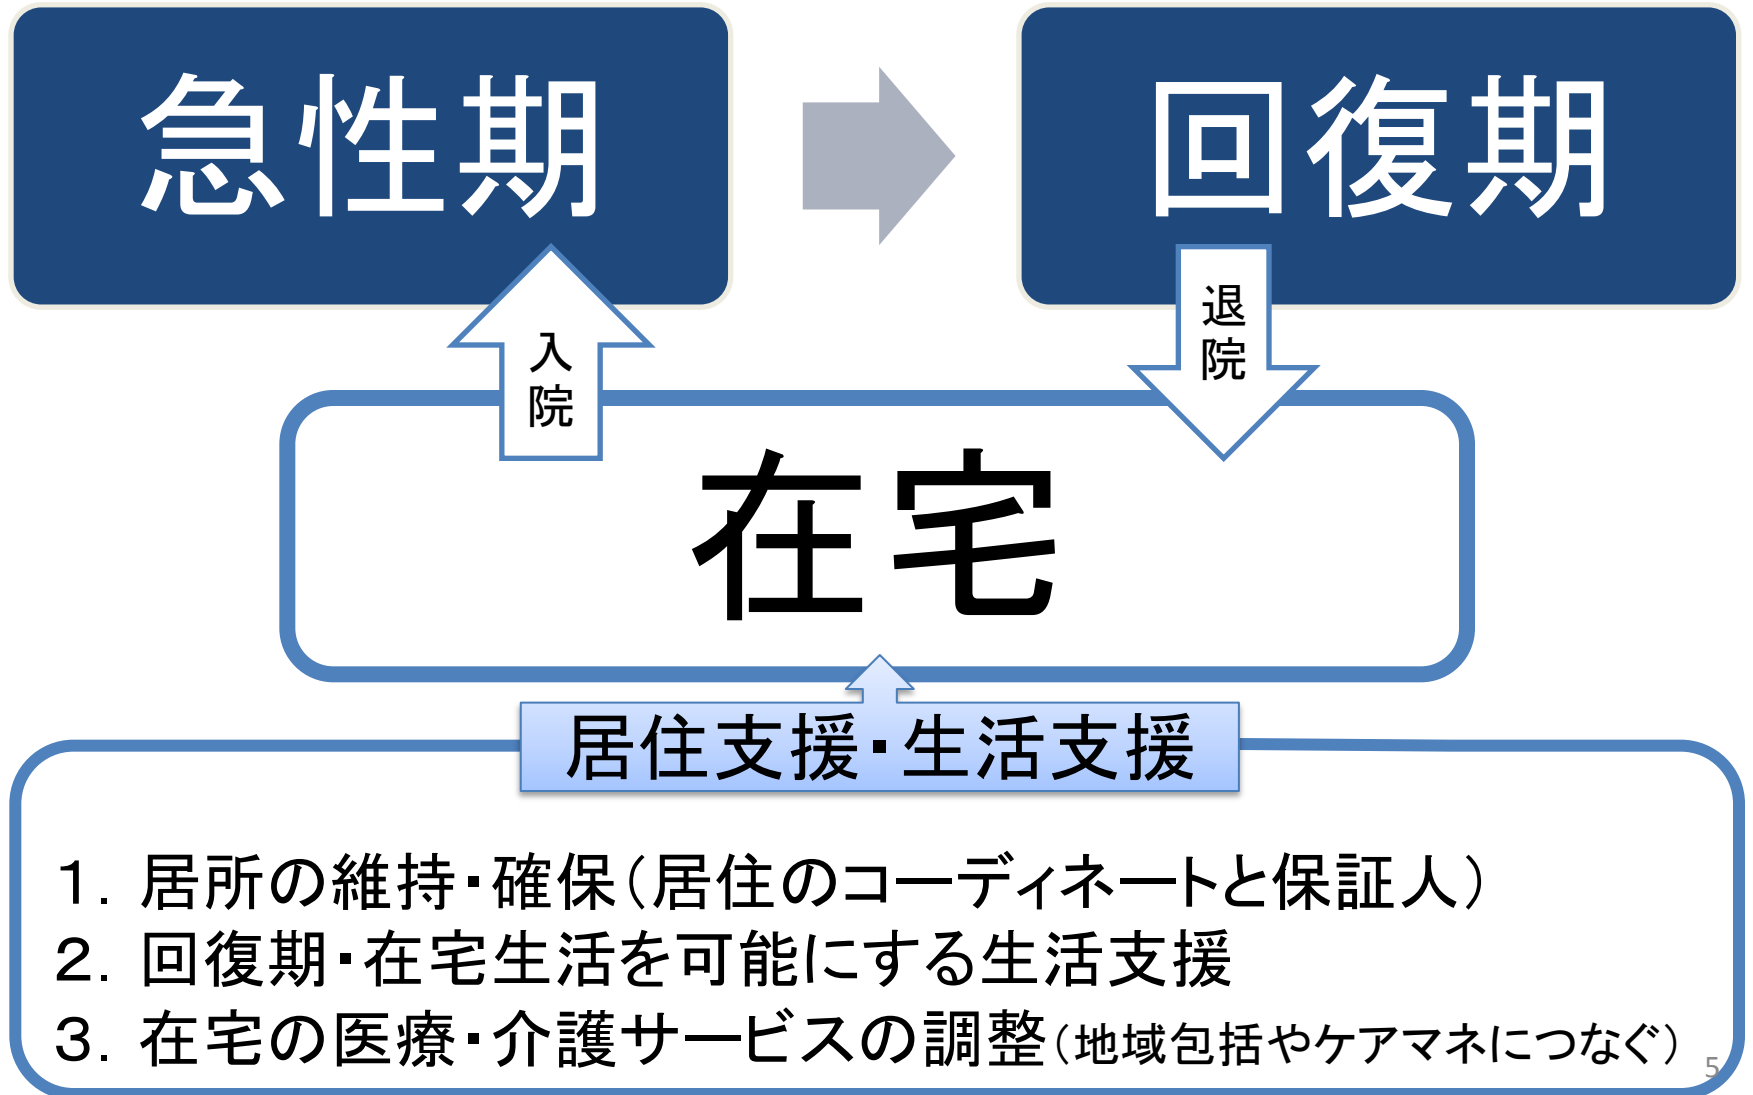 急性期
回復期
入院
退院
在宅
居住支援・生活支援
１．居所の維持・確保（居住のコーディネートと保証人）
２．回復期・在宅生活を可能にする生活支援
３．在宅の医療・介護サービスの調整（地域包括やケアマネにつなぐ）
5